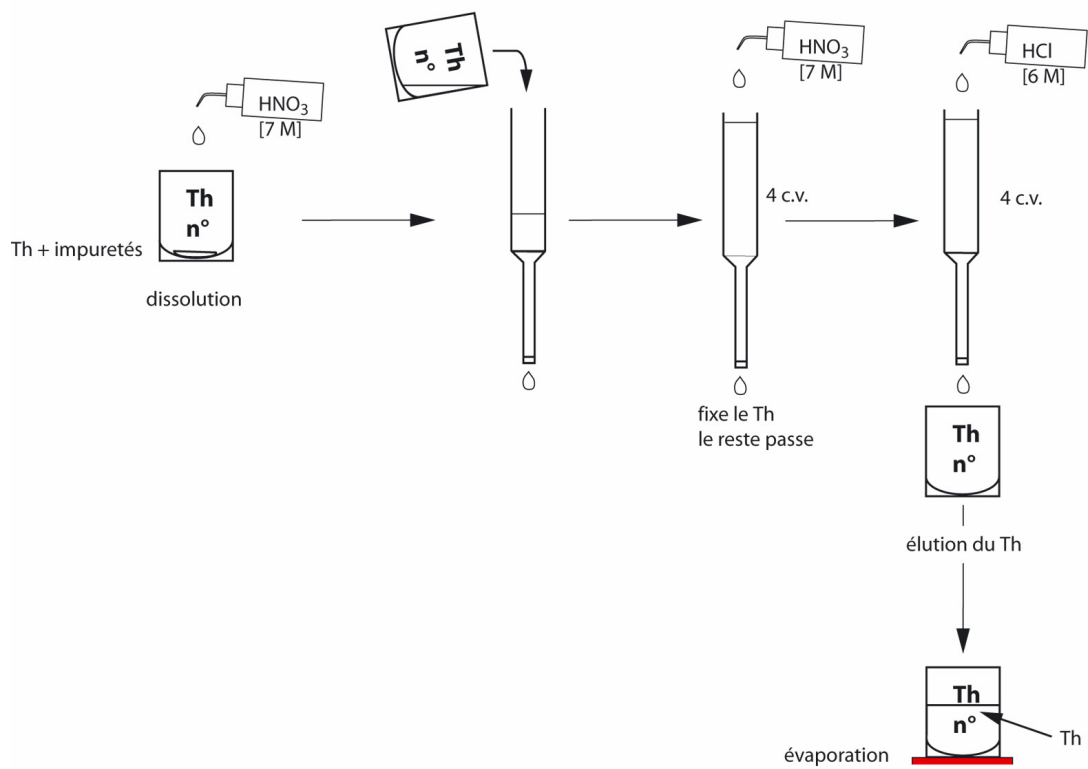 HNO₃
[7 M]
Th
n°
Th + impuretés
dissolution
Th
n°
HNO₃
[7 M]
4 c.v.
fixe le Th
le reste passe
HCl
[6 M]
4 c.v.
Th
n°
élution du Th
Th
n°
Th
évaporation